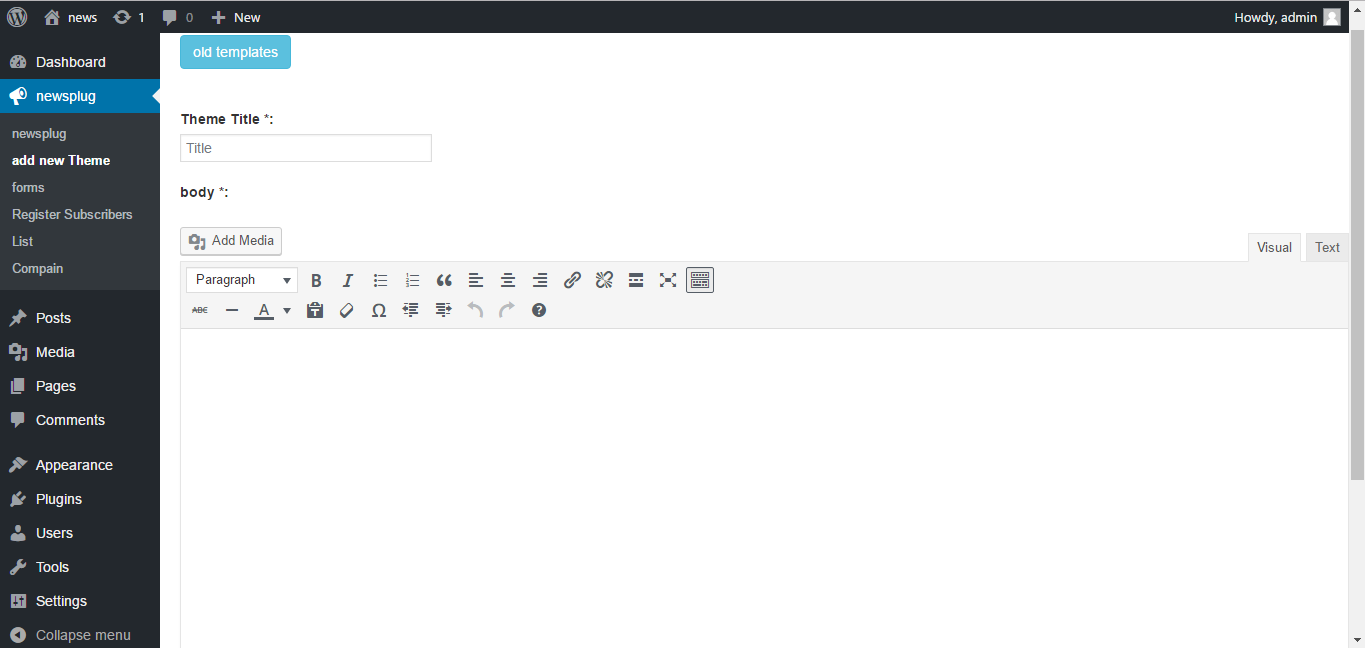 news 1 0 New Howdy, admin
Dashboard
newsplug
newsplug
add new Theme
forms
Register Subscribers
List
Compain
Posts
Media
Pages
Comments
Appearance
Plugins
Users
Tools
Settings
Collapse menu
old templates
Theme Title *:
Title
body *:
Add Media
Visual Text
Paragraph
ABC